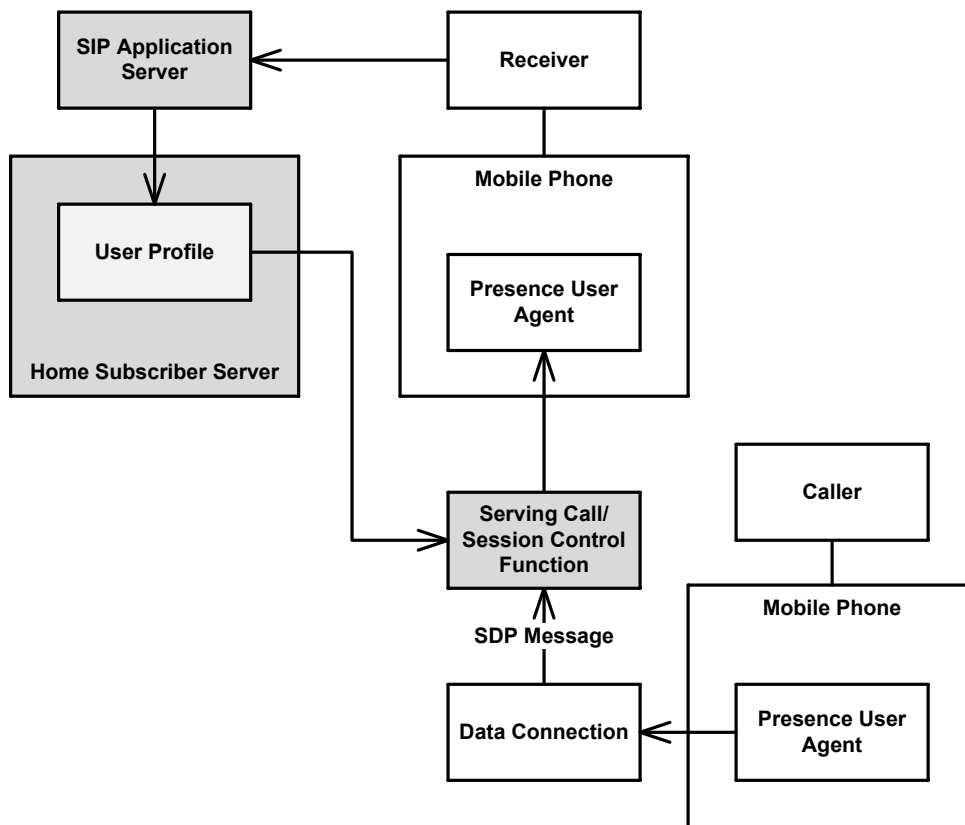 SIP Application
Server
Receiver
Mobile Phone
User Profile
Presence User
Agent
Home Subscriber Server
Caller
Serving Call/
Session Control
Function
Mobile Phone
SDP Message
Data Connection
Presence User
Agent